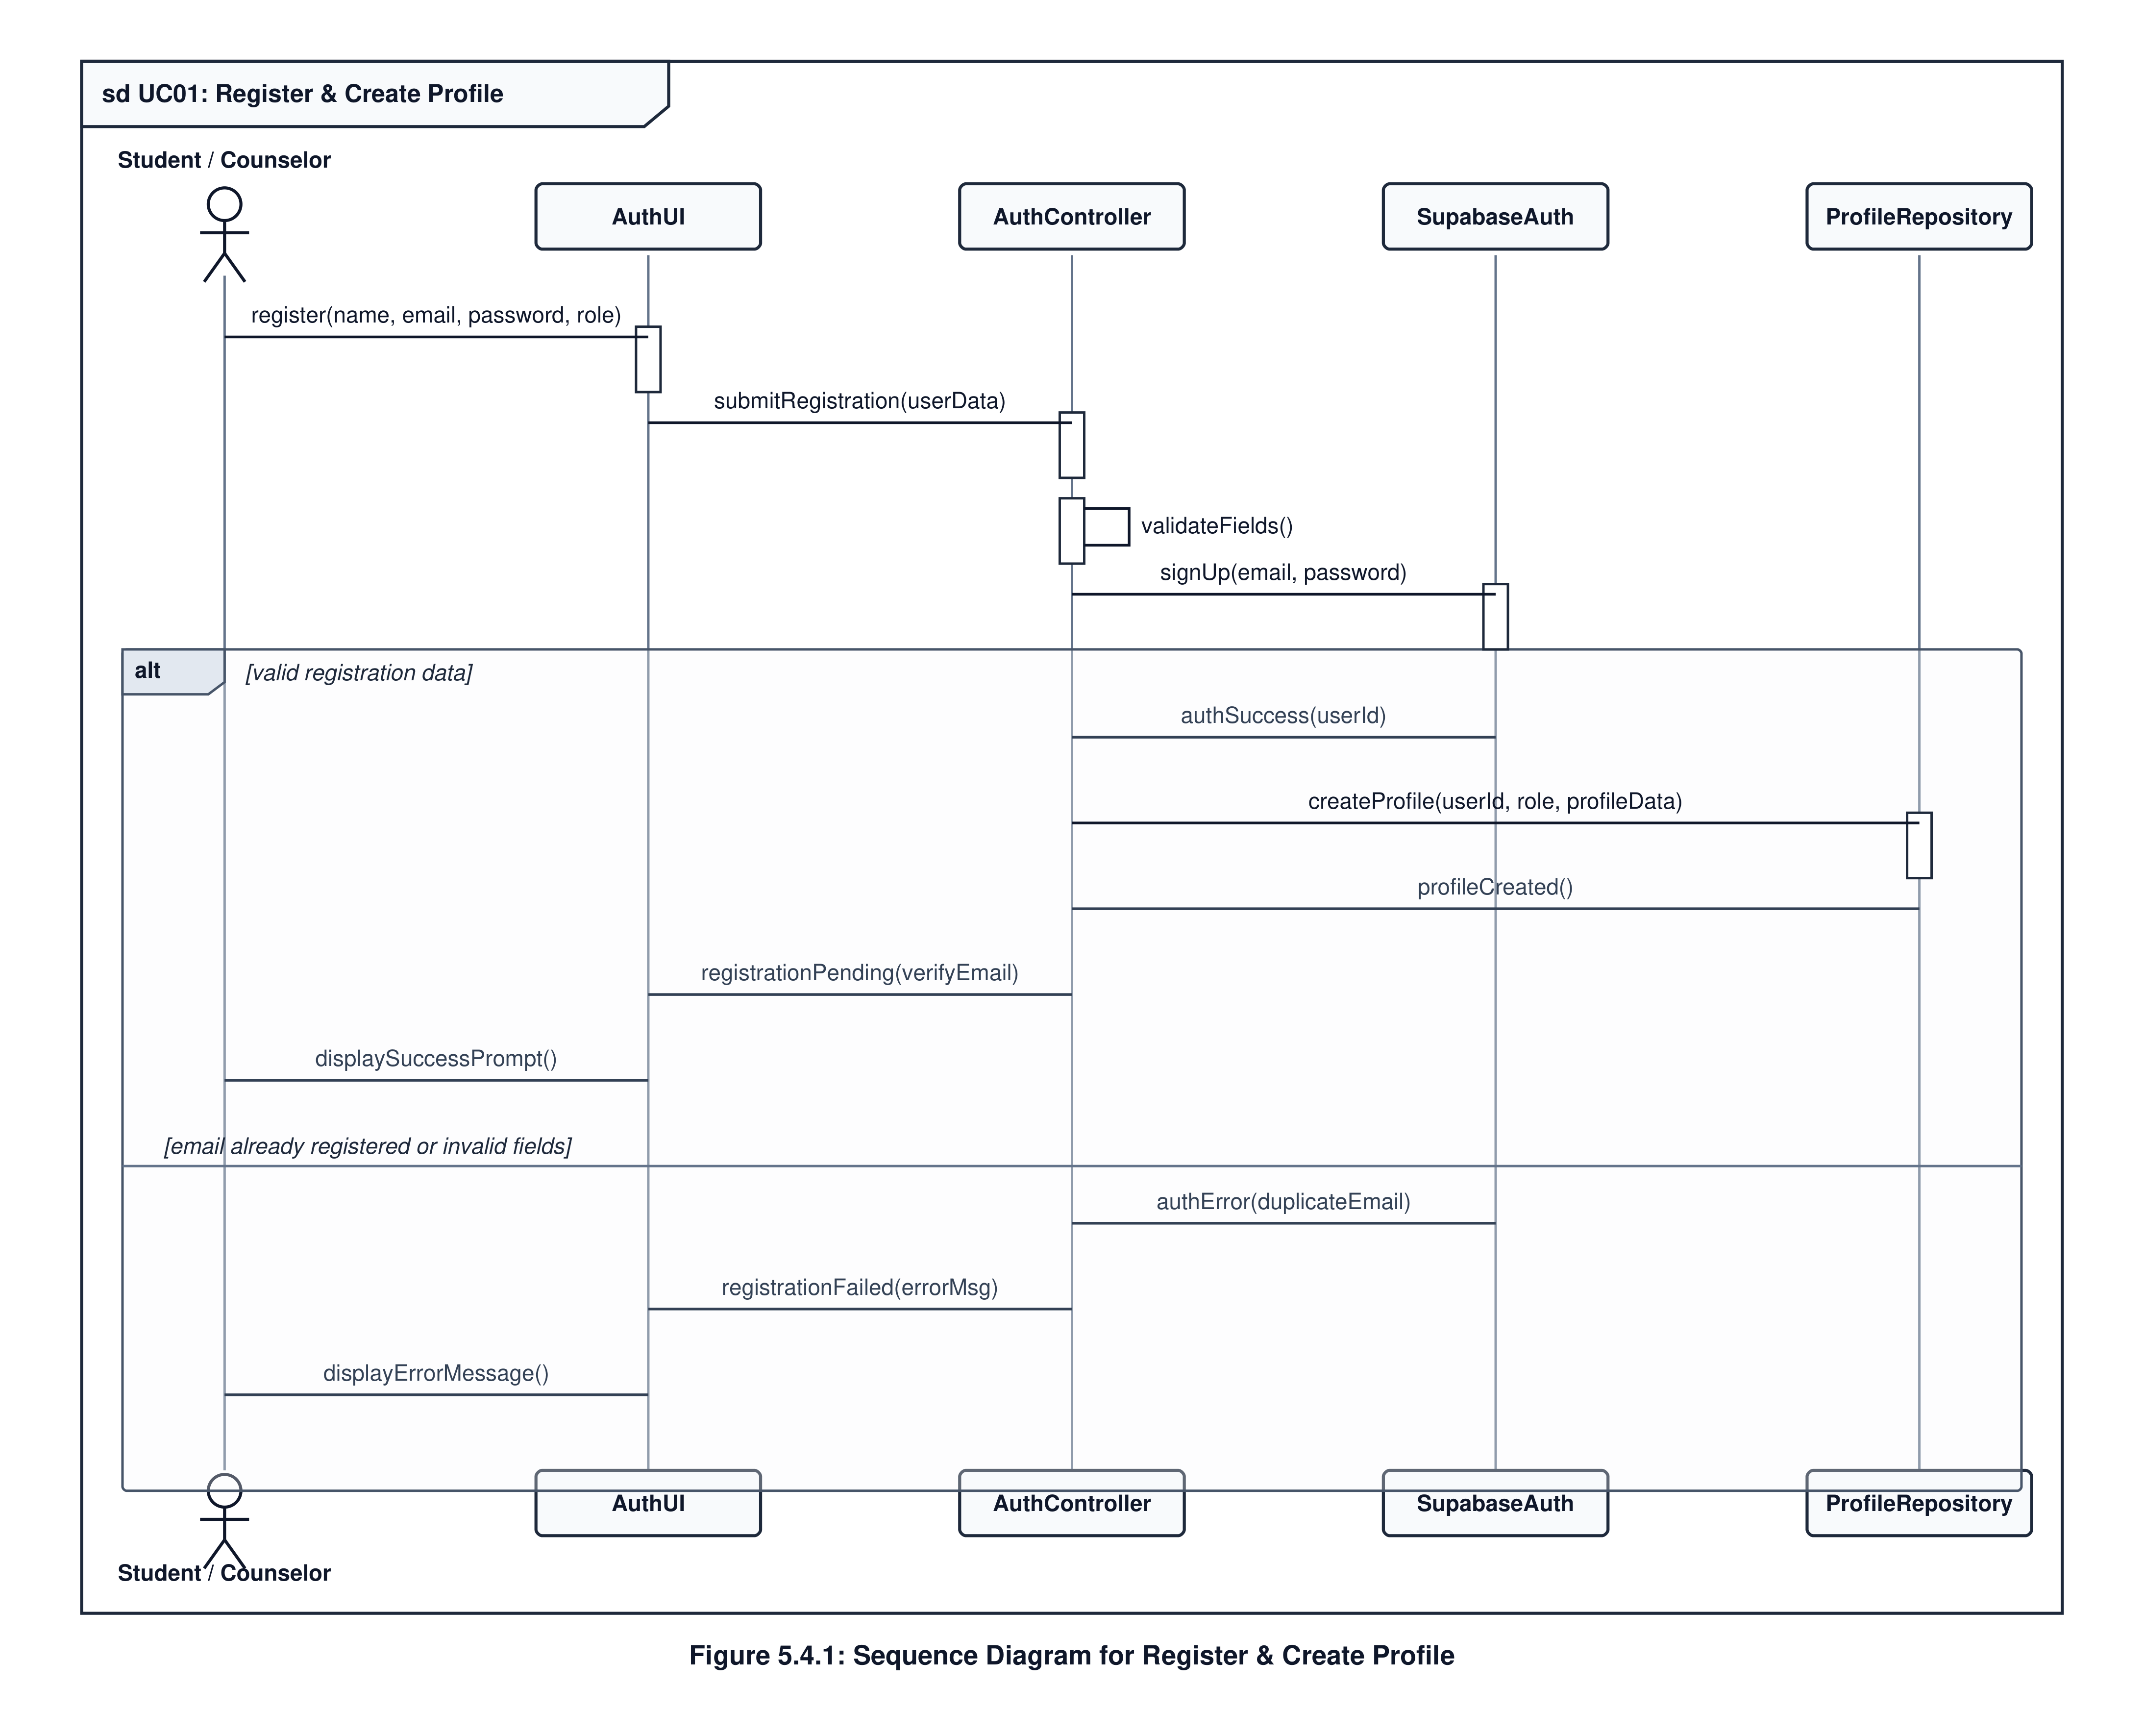 sd UC01: Register & Create Profile
Student / Counselor
AuthUI
AuthController
SupabaseAuth
ProfileRepository
register(name, email, password, role)
submitRegistration(userData)
validateFields()
signUp(email, password)
alt
[valid registration data]
authSuccess(userId)
createProfile(userId, role, profileData)
profileCreated()
registrationPending(verifyEmail)
displaySuccessPrompt()
[email already registered or invalid fields]
authError(duplicateEmail)
registrationFailed(errorMsg)
displayErrorMessage()
AuthUI
AuthController
SupabaseAuth
ProfileRepository
Student / Counselor
Figure 5.4.1: Sequence Diagram for Register & Create Profile